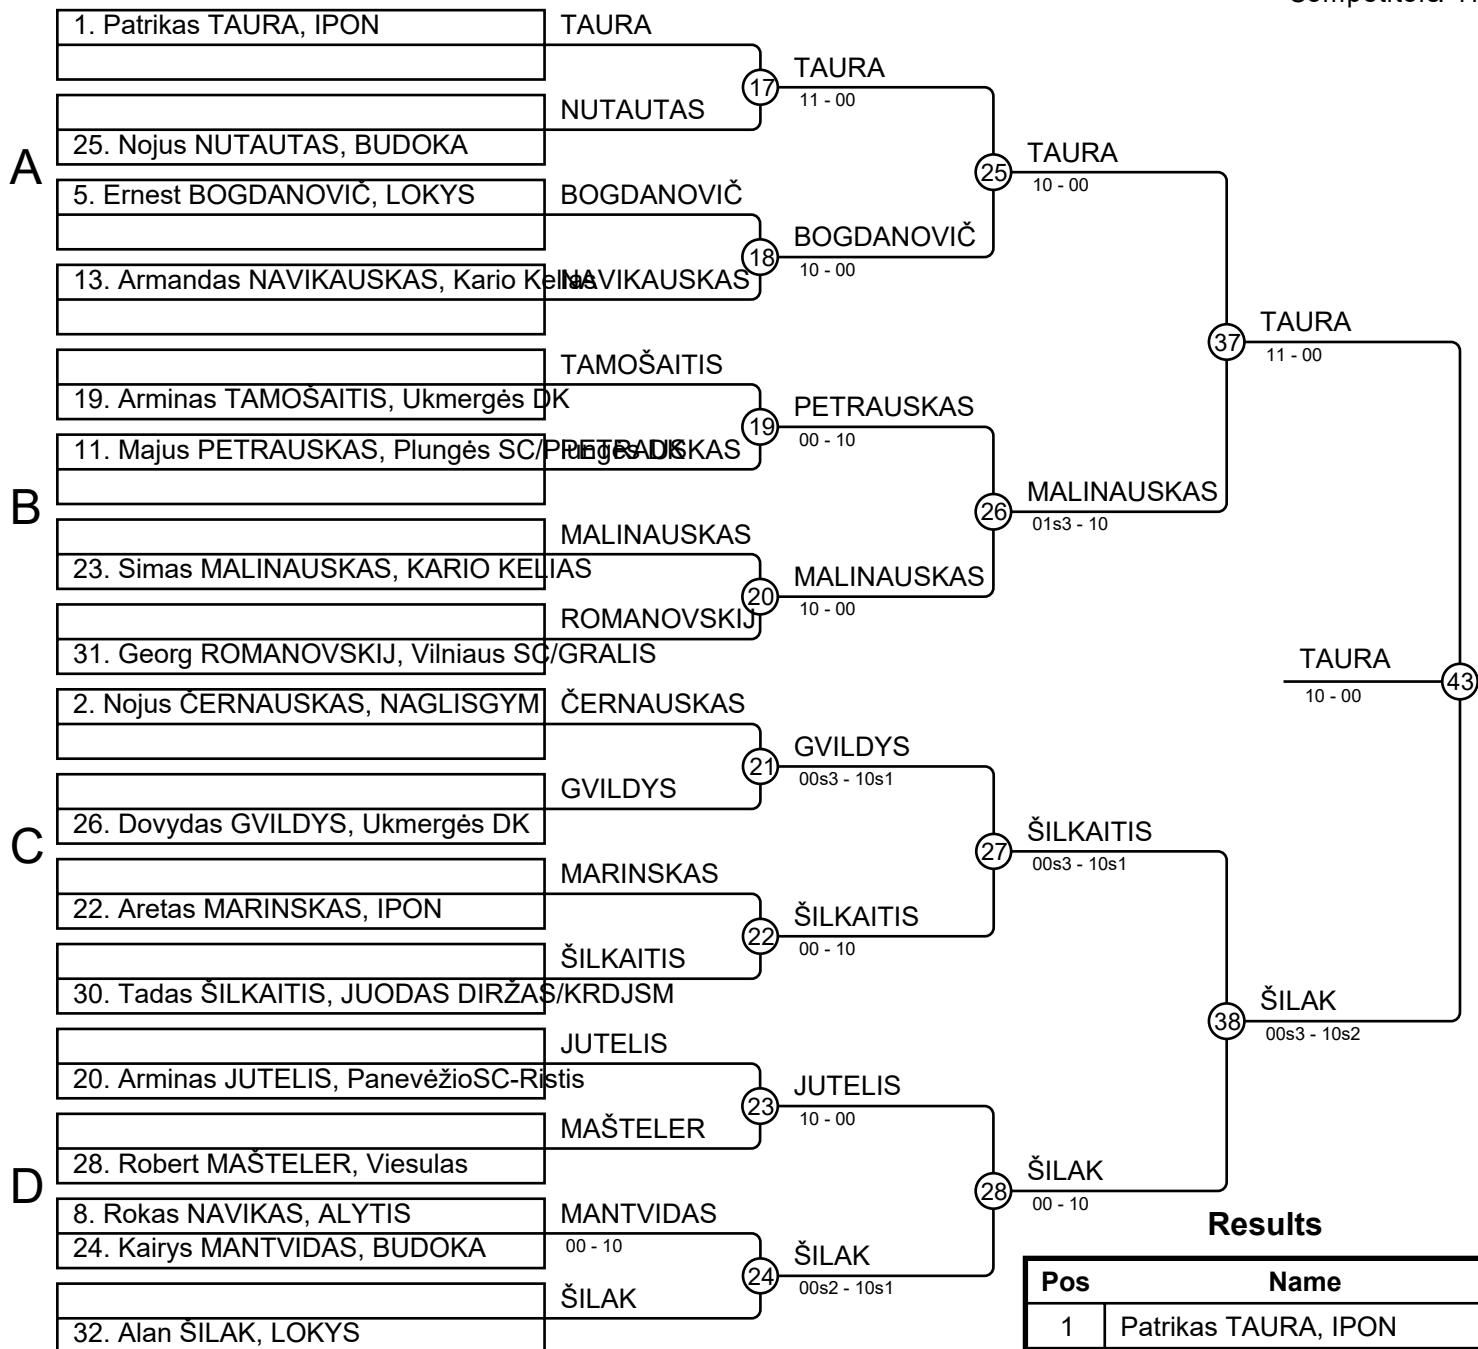 1. Patrikas TAURA, IPON
25. Nojus NUTAUTAS, BUDOKA
A
5. Ernest BOGDANOVIČ, LOKYS
13. Armandas NAVIKAUSKAS, Kario Kelias
19. Arminas TAMOŠAITIS, Ukmergės DK
11. Majus PETRAUSKAS, Plungės SC/Plungės DK
B
23. Simas MALINAUSKAS, KARIO KELIAS
31. Georg ROMANOVSKIJ, Vilniaus SC/GRALIS
2. Nojus ČERNAUSKAS, NAGLISGYM
26. Dovydas GVILDYS, Ukmergės DK
C
22. Aretas MARINSKAS, IPON
30. Tadas ŠILKAITIS, JUODAS DIRŽAS/KRDJSM
20. Arminas JUTELIS, PanevėžioSC-Ristis
28. Robert MAŠTELER, Viesulas
D
8. Rokas NAVIKAS, ALYTIS
24. Kairys MANTVIDAS, BUDOKA
32. Alan ŠILAK, LOKYS
TAURA
NUTAUTAS
BOGDANOVIČ
NAVIKAUSKAS
TAMOŠAITIS
PETRAUSKAS
MALINAUSKAS
ROMANOVSKIJ
ČERNAUSKAS
GVILDYS
MARINSKAS
ŠILKAITIS
JUTELIS
MAŠTELER
MANTVIDAS
00 - 10
ŠILAK
17
TAURA
11 - 00
18
BOGDANOVIČ
10 - 00
19
PETRAUSKAS
00 - 10
20
MALINAUSKAS
10 - 00
21
GVILDYS
00s3 - 10s1
22
ŠILKAITIS
00 - 10
23
JUTELIS
10 - 00
24
ŠILAK
00s2 - 10s1
25
TAURA
10 - 00
26
MALINAUSKAS
01s3 - 10
27
ŠILKAITIS
00s3 - 10s1
28
ŠILAK
00 - 10
37
TAURA
11 - 00
38
ŠILAK
00s3 - 10s2
TAURA
10 - 00
43
Results
Pos Name
1 Patrikas TAURA, IPON